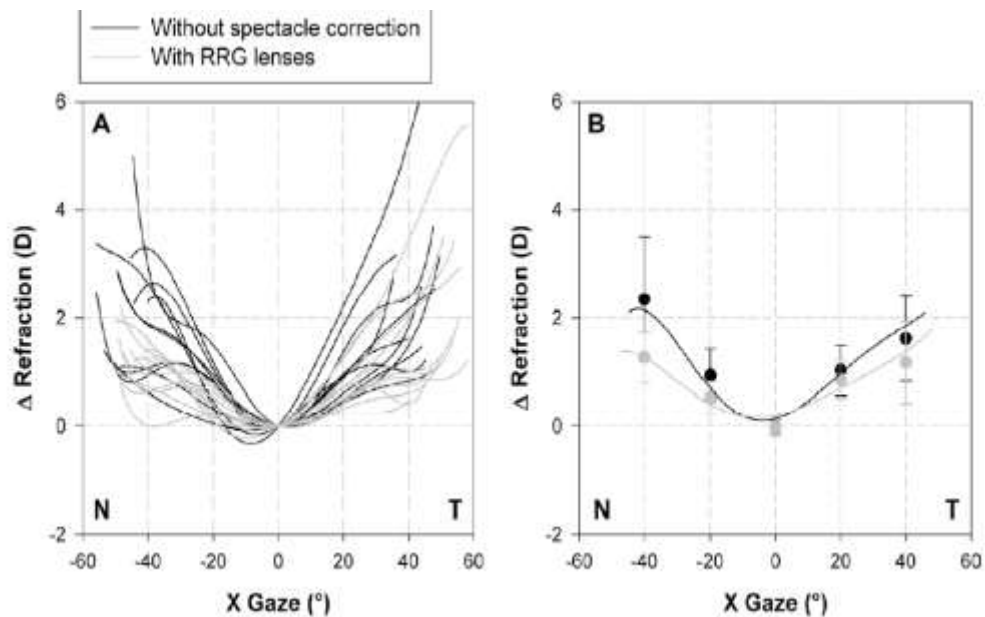 Without spectacle correction
With RRG lenses
A
B
6
4
2
0
-2
6
4
2
0
-2
Δ Refraction (D)
Δ Refraction (D)
N
T
N
T
-60 -40 -20 0 20 40 60
-60 -40 -20 0 20 40 60
X Gaze (°)
X Gaze (°)